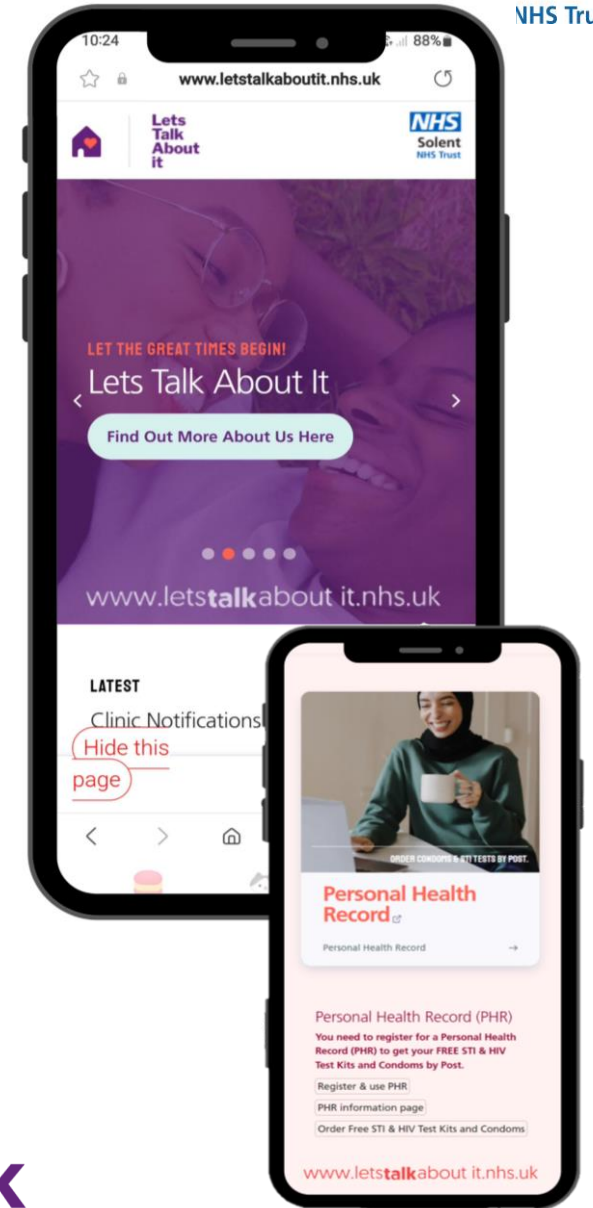 NHS Tru
10:24
88%
www.letstalkaboutit.nhs.uk
Lets
Talk
About
it
NHS
Solent
NHS Trust
LET THE GREAT TIMES BEGIN!
Lets Talk About It
Find Out More About Us Here
www.letstalkabout it.nhs.uk
LATEST
Clinic Notifications
Hide this
page
ORDER CONDOMS & STI TESTS BY POST.
Personal Health
Record
Personal Health Record
Personal Health Record (PHR)
You need to register for a Personal Health
Record (PHR) to get your FREE STI & HIV
Test Kits and Condoms by Post.
Register & use PHR
PHR information page
Order Free STI & HIV Test Kits and Condoms
www.letstalkabout it.nhs.uk
k